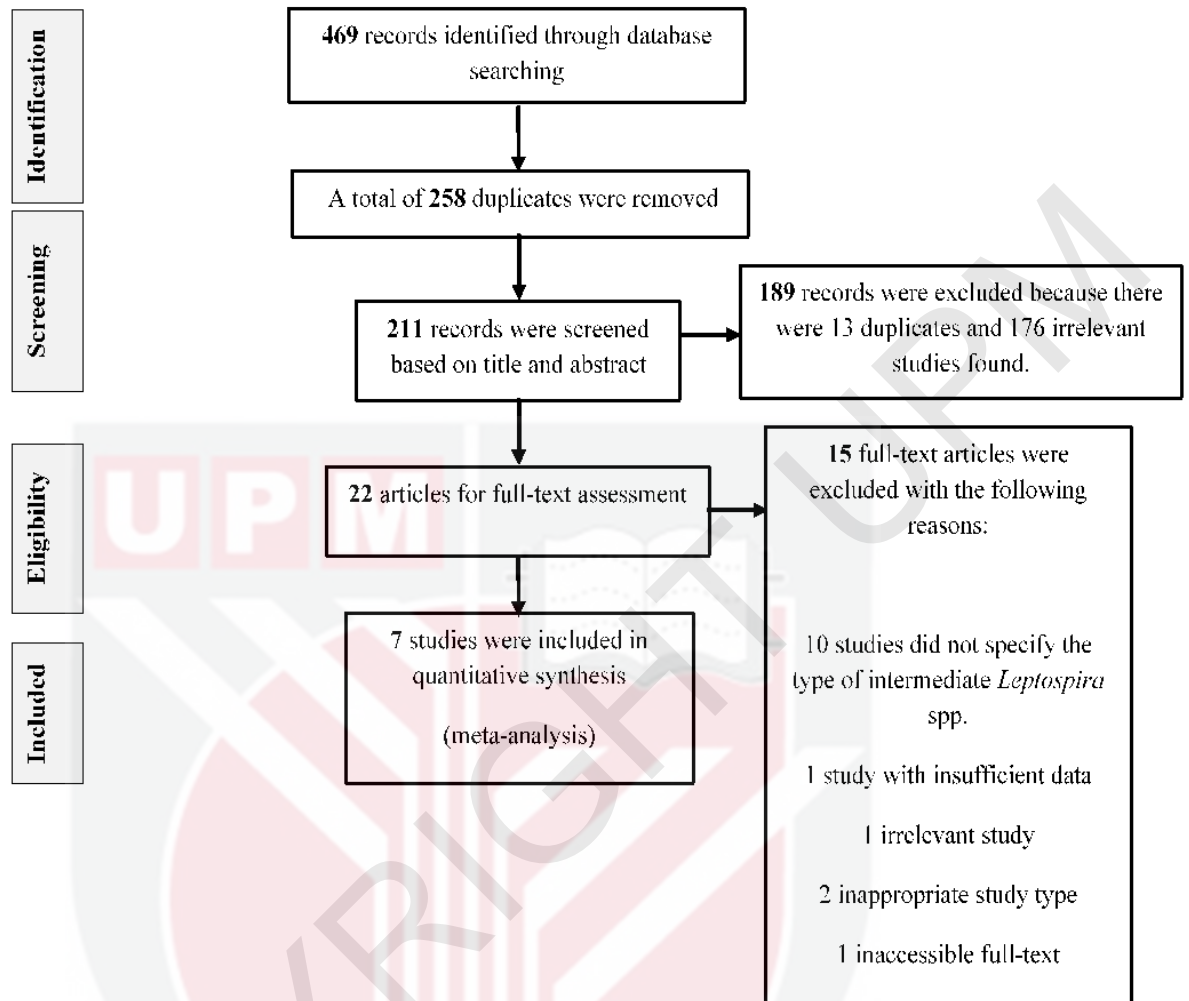 Identification
469 records identified through database
searching
A total of 258 duplicates were removed
Screening
211 records were screened
based on title and abstract
189 records were excluded because there
were 13 duplicates and 176 irrelevant
studies found.
Eligibility
22 articles for full-text assessment
15 full-text articles were
excluded with the following
reasons:
10 studies did not specify the
type of intermediate Leptospira
spp.
1 study with insufficient data
1 irrelevant study
2 inappropriate study type
1 inaccessible full-text
Included
7 studies were included in
quantitative synthesis
(meta-analysis)
UPM
YRIGHT UPM